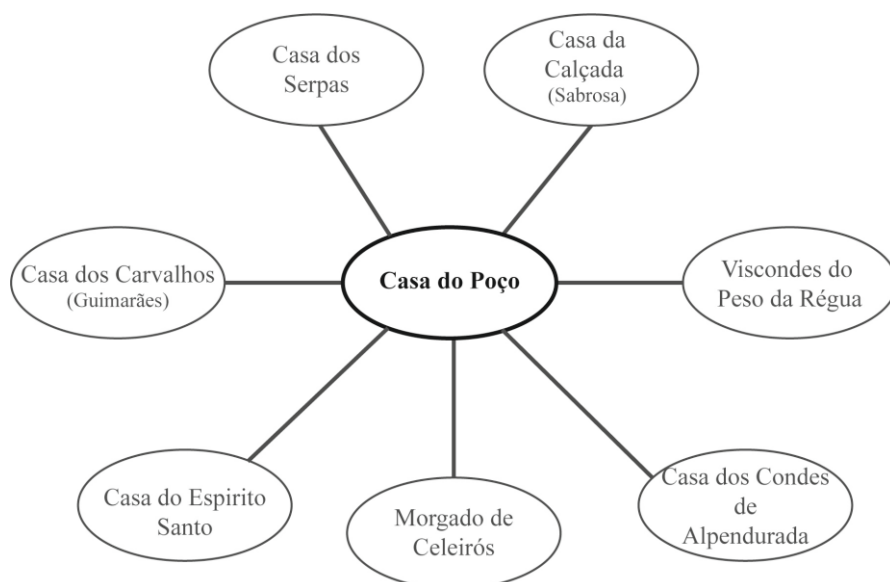 Casa dos
Serpas
Casa da
Calçada
(Sabrosa)
Casa dos Carvalhos
(Guimarães)
Casa do Poço
Viscondes do
Peso da Régua
Casa do Espirito
Santo
Morgado de
Celeirós
Casa dos Condes
de
Alpendurada